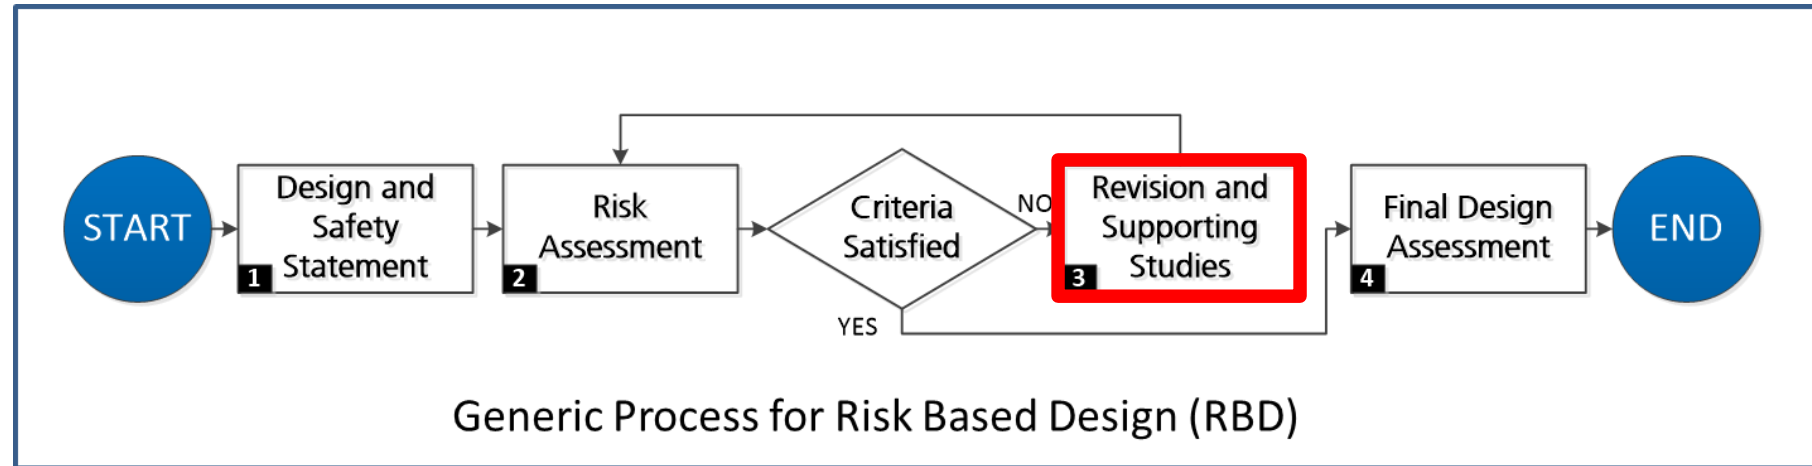 START
Design and
Safety
Statement
1
Risk
Assessment
2
Criteria
Satisfied
NO
YES
Revision and
Supporting
Studies
3
Final Design
Assessment
4
END
Generic Process for Risk Based Design (RBD)